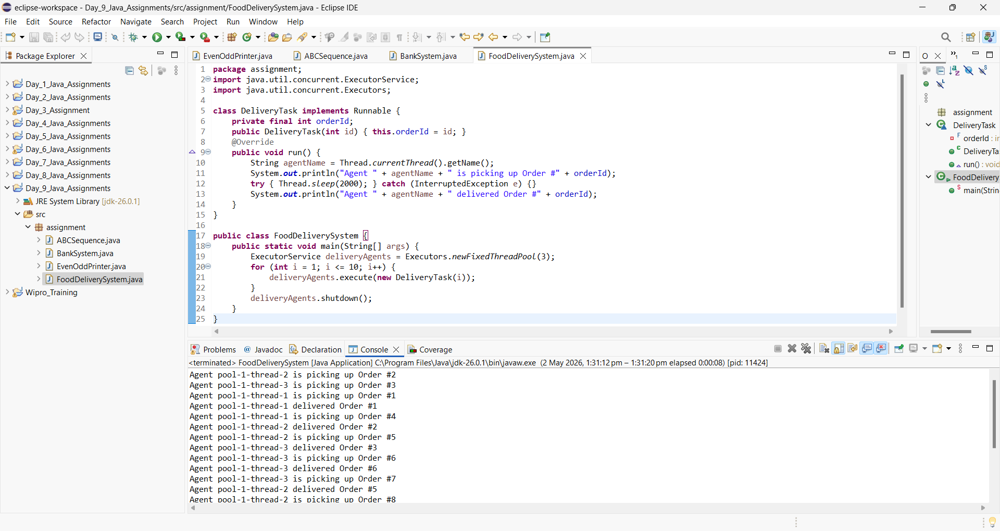 eclipse-workspace - Day_9_Java_Assignments/src/assignment/FoodDeliverySystem.java - Eclipse IDE
File Edit Source Refactor Navigate Search Project Run Window Help
Package Explorer
Day_1_Java_Assignments
Day_2_Java_Assignments
Day_3_Assignment
Day_4_Java_Assignments
Day_5_Java_Assignments
Day_6_Java_Assignments
Day_7_Java_Assignments
Day_8_Java_Assignments
Day_9_Java_Assignments
JRE System Library [jdk-26.0.1]
src
assignment
ABCSequence.java
BankSystem.java
EvenOddPrinter.java
FoodDeliverySystem.java
Wipro_Training
EvenOddPrinter.java ABCSequence.java BankSystem.java FoodDeliverySystem.java
1 package assignment;
2 import java.util.concurrent.ExecutorService;
3 import java.util.concurrent.Executors;
4
5 class DeliveryTask implements Runnable {
6 private final int orderId;
7 public DeliveryTask(int id) { this.orderId = id; }
8 @Override
9 public void run() {
10 String agentName = Thread.currentThread().getName();
11 System.out.println("Agent " + agentName + " is picking up Order #" + orderId);
12 try { Thread.sleep(2000); } catch (InterruptedException e) {}
13 System.out.println("Agent " + agentName + " delivered Order #" + orderId);
14 }
15 }
16
17 public class FoodDeliverySystem {
18 public static void main(String[] args) {
19 ExecutorService deliveryAgents = Executors.newFixedThreadPool(3);
20 for (int i = 1; i <= 10; i++) {
21 deliveryAgents.execute(new DeliveryTask(i));
22 }
23 deliveryAgents.shutdown();
24 }
25 }
O
assignment
DeliveryTask
orderId : in
DeliveryTa
run() : void
FoodDelivery
main(Strin
Problems Javadoc Declaration Console Coverage
<terminated> FoodDeliverySystem [Java Application] C:\Program Files\Java\jdk-26.0.1\bin\javaw.exe (2 May 2026, 1:31:12 pm – 1:31:20 pm elapsed 0:00:08) [pid: 11424]
Agent pool-1-thread-2 is picking up Order #2
Agent pool-1-thread-3 is picking up Order #3
Agent pool-1-thread-1 is picking up Order #1
Agent pool-1-thread-1 delivered Order #1
Agent pool-1-thread-1 is picking up Order #4
Agent pool-1-thread-2 delivered Order #2
Agent pool-1-thread-2 is picking up Order #5
Agent pool-1-thread-3 delivered Order #3
Agent pool-1-thread-3 is picking up Order #6
Agent pool-1-thread-3 delivered Order #6
Agent pool-1-thread-3 is picking up Order #7
Agent pool-1-thread-2 delivered Order #5
Agent pool-1-thread-2 is picking up Order #8